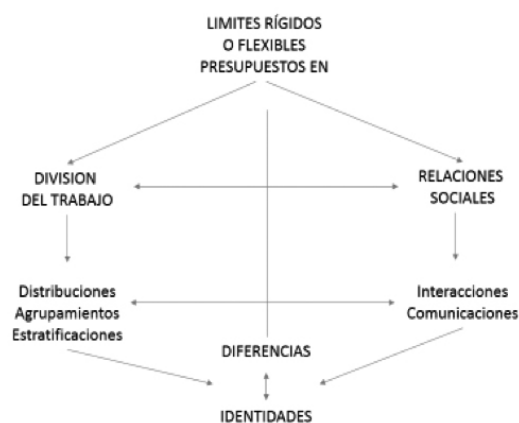 LIMITES RÍGIDOS
O FLEXIBLES
PRESUPUESTOS EN
DIVISION
DEL TRABAJO
RELACIONES
SOCIALES
Distribuciones
Agrupamientos
Estratificaciones
Interacciones
Comunicaciones
DIFERENCIAS
IDENTIDADES